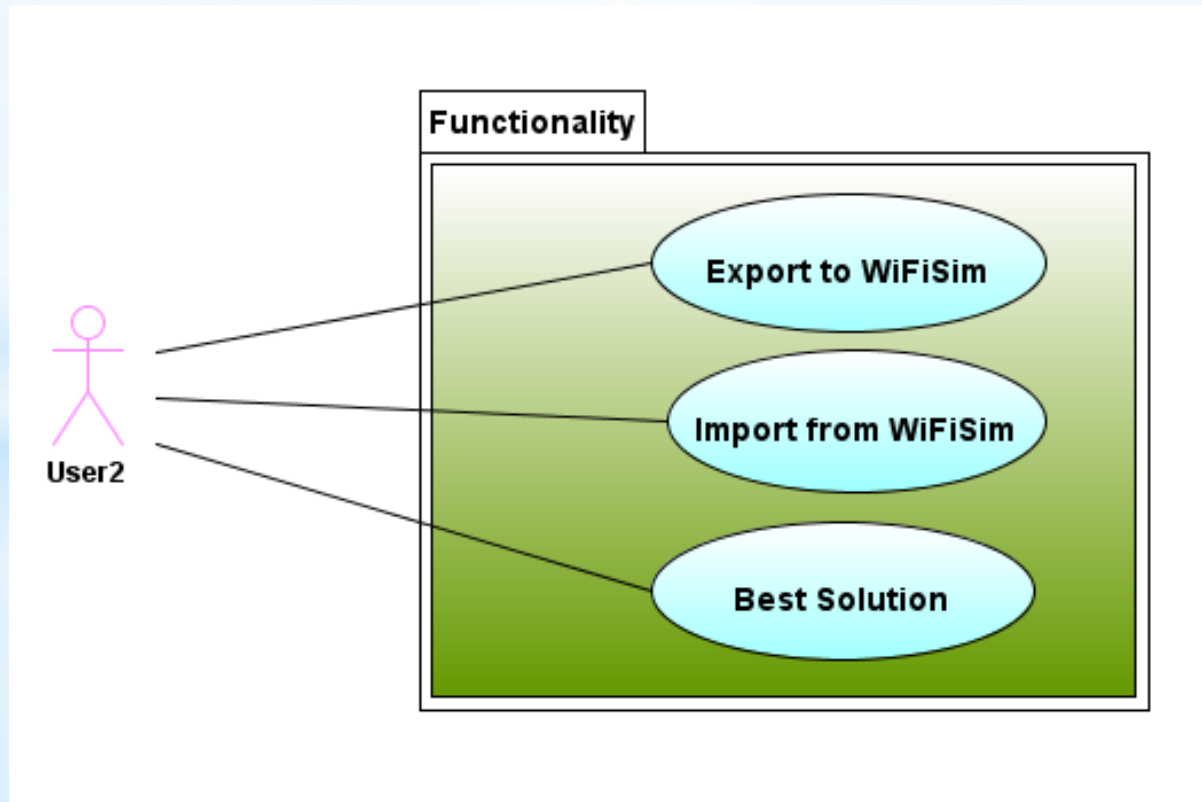 Functionality
Export to WiFiSim
Import from WiFiSim
User2
Best Solution